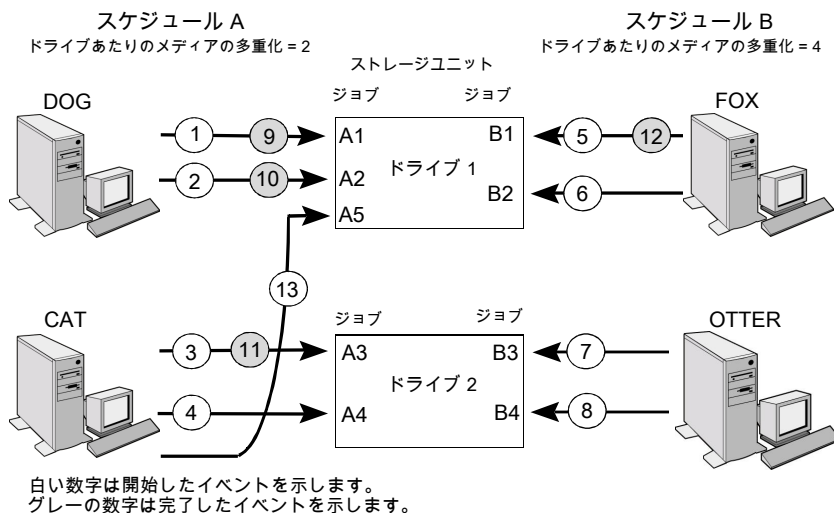 スケジュール A
ドライブあたりのメディアの多重化 = 2
スケジュール B
ドライブあたりのメディアの多重化 = 4
ストレージユニット
ジョブ ジョブ
DOG
FOX
1 9 A1 B1 5 12
ドライブ 1
2 10 A2 B2 6
A5
13
CAT
OTTER
ジョブ ジョブ
3 11 A3 B3 7
ドライブ 2
4 A4 B4 8
白い数字は開始したイベントを示します。
グレーの数字は完了したイベントを示します。